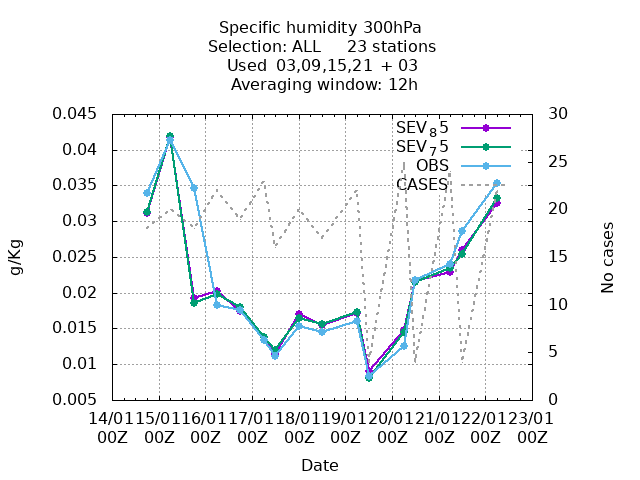 Specific humidity 300hPa
Selection: ALL 23 stations
Used 03,09,15,21 + 03
Averaging window: 12h
SEV_85
SEV_75
OBS
CASES
0.045
0.04
0.035
0.03
0.025
0.02
0.015
0.01
0.005
g/Kg
30
25
20
15
10
5
0
No cases
14/01 15/01 16/01 17/01 18/01 19/01 20/01 21/01 22/01 23/01
00Z 00Z 00Z 00Z 00Z 00Z 00Z 00Z 00Z 00Z
Date